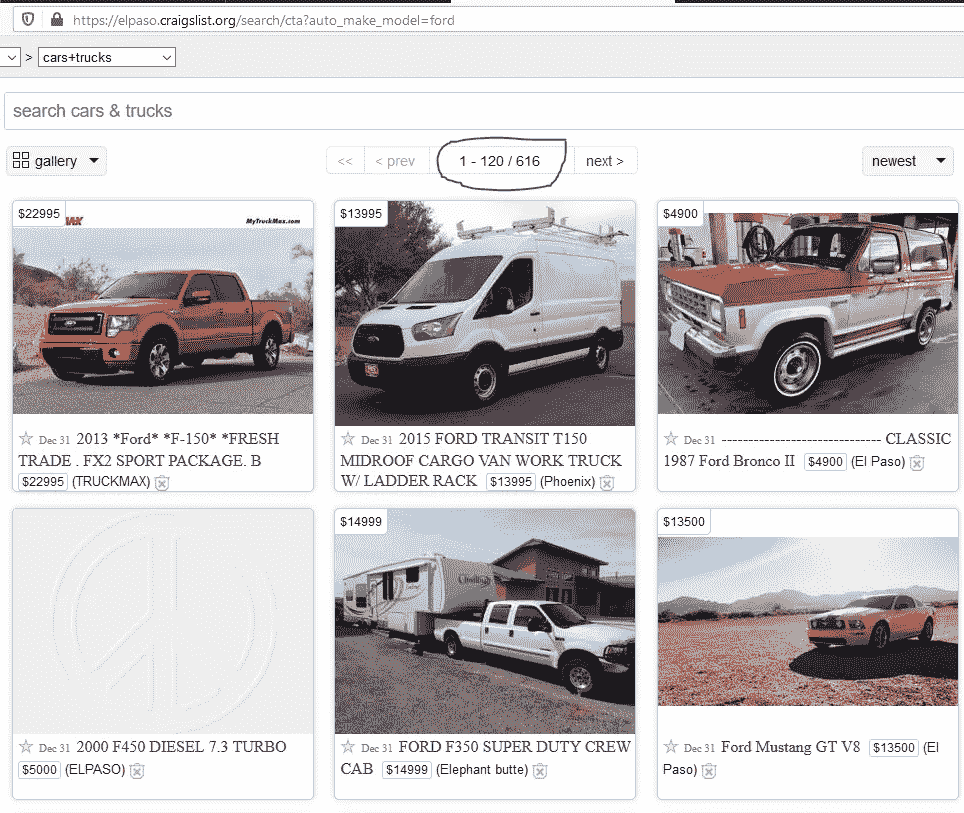 https://elpaso.craigslist.org/search/cta?auto_make_model=ford
> cars+trucks
search cars & trucks
gallery
<< < prev 1 - 120 / 616 next >
newest
$22995
MyTruckMax.com
Dec 31 2013 *Ford* *F-150* *FRESH
TRADE . FX2 SPORT PACKAGE. B
$22995 (TRUCKMAX)
$13995
Dec 31 2015 FORD TRANSIT T150
MIDROOF CARGO VAN WORK TRUCK
W/ LADDER RACK $13995 (Phoenix)
$4900
Dec 31 ------------------------------ CLASSIC
1987 Ford Bronco II $4900 (El Paso)
Dec 31 2000 F450 DIESEL 7.3 TURBO
$5000 (ELPASO)
$14999
Dec 31 FORD F350 SUPER DUTY CREW
CAB $14999 (Elephant butte)
$13500
Dec 31 Ford Mustang GT V8 $13500 (El
Paso)